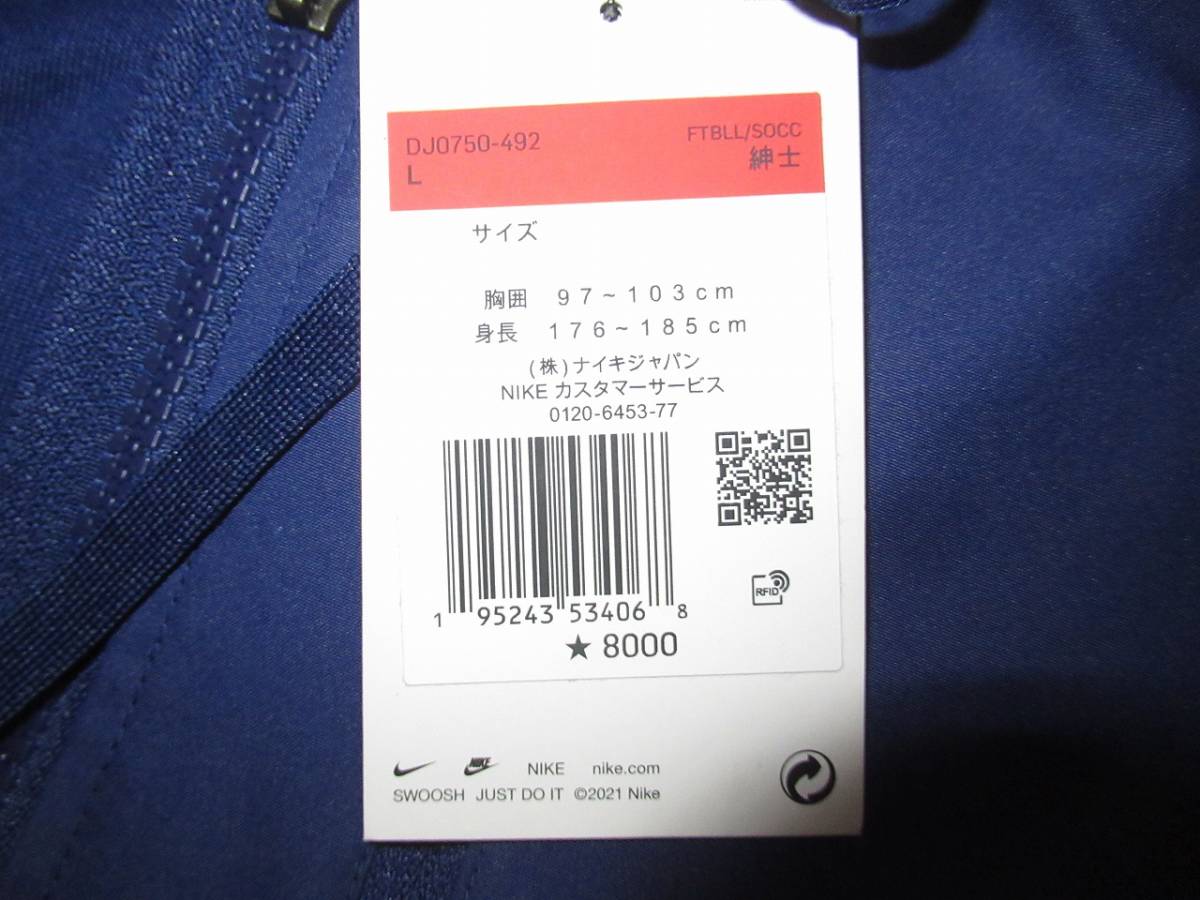 DJ0750-492 FTBLL/SOCC
L 紳士
サイズ
胸囲 97~103cm
身長 176~185cm
(株)ナイキジャパン
NIKE カスタマーサービス
0120-6453-77
RFID
1 95243 53406 8
★8000
NIKE NIKE nike.com
SWOOSH JUST DO IT ©2021 Nike